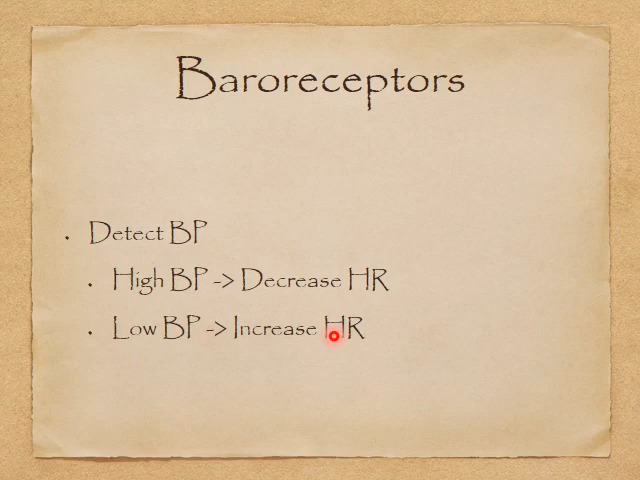 Baroreceptors
• Detect BP
• High BP -> Decrease HR
• Low BP -> Increase HR